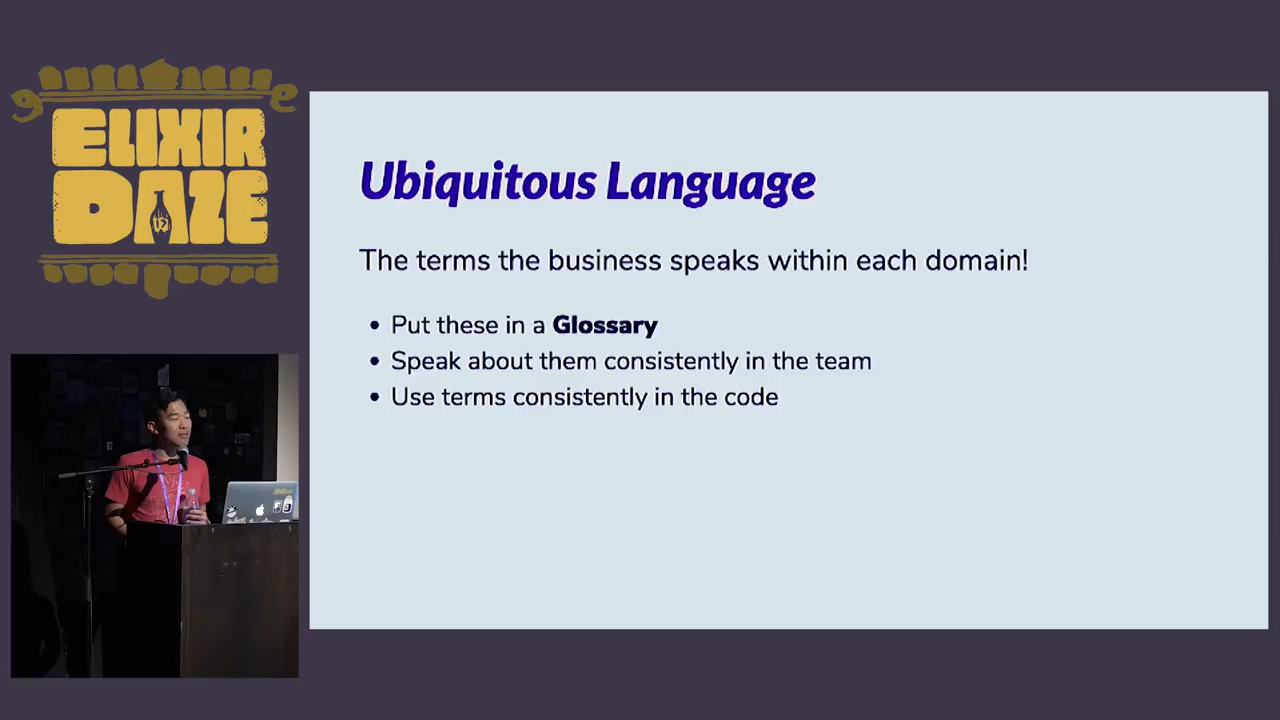 ELIXIR
DAZE
Ubiquitous Language
The terms the business speaks within each domain!
• Put these in a Glossary
• Speak about them consistently in the team
• Use terms consistently in the code